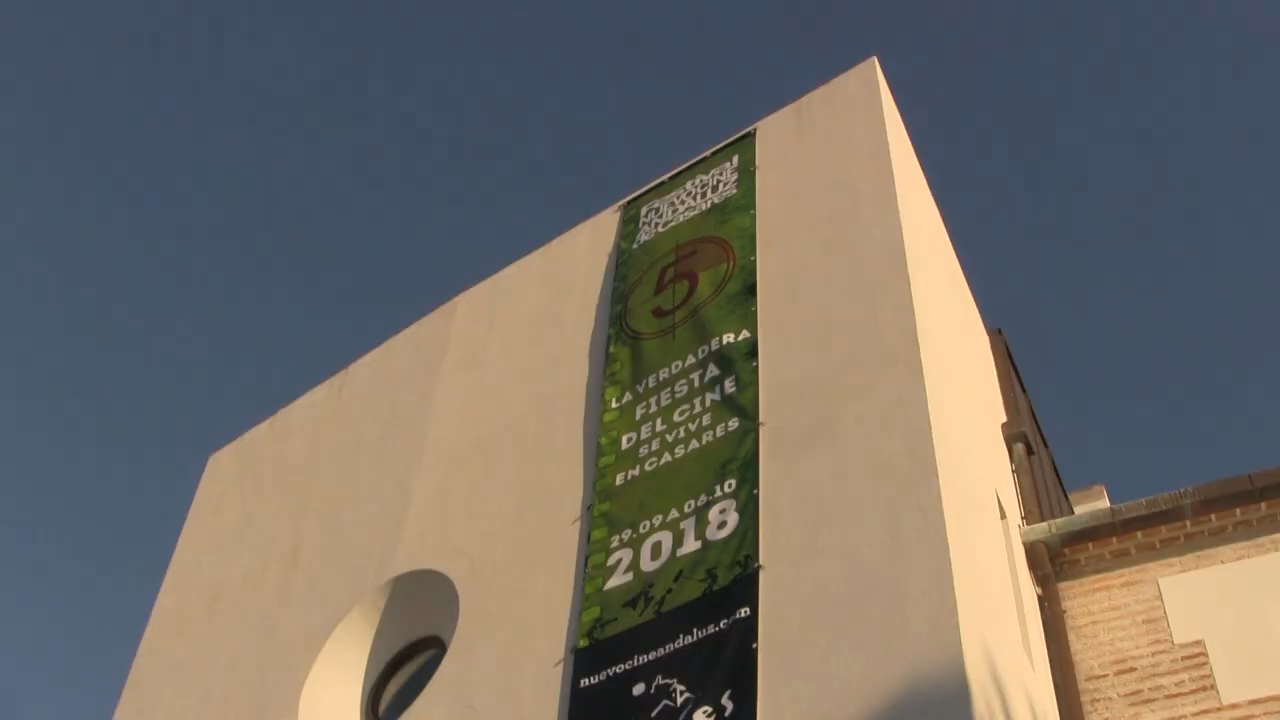 Festival
NUEVO CINE
ANDALUZ
de Casares
5
LA VERDADERA
FIESTA
DEL CINE
SE VIVE
EN CASARES
29.09 A 06.10
2018
nuevocineandaluz.com